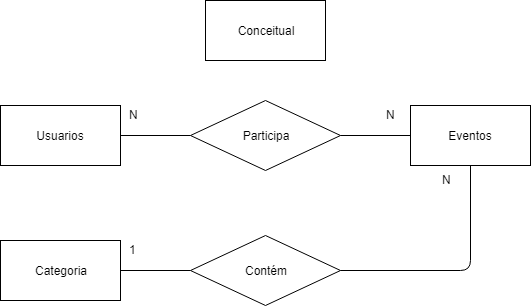 Conceitual
N
N
Usuarios
Participa
Eventos
N
1
Categoria
Contém